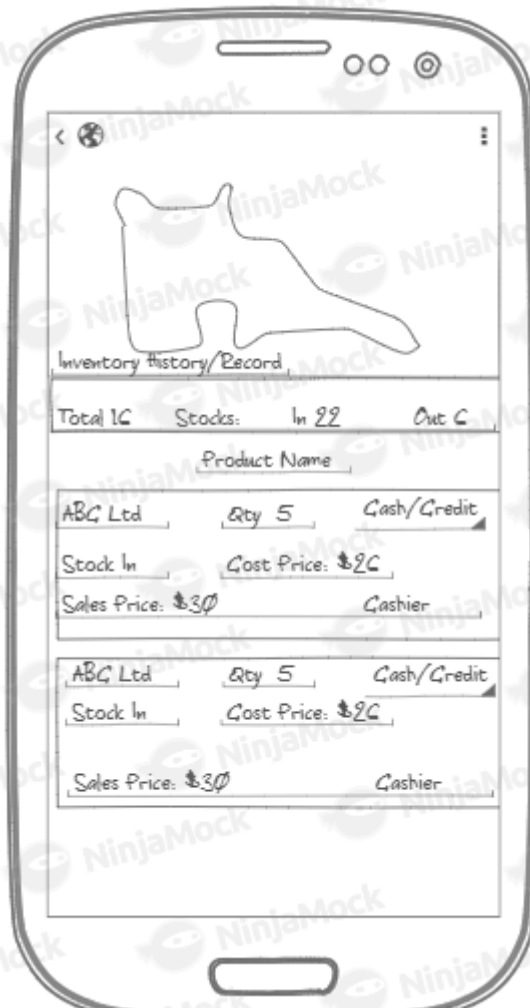 Inventory History/Record
Total 16 Stocks: In 22 Out 6
Product Name
ABC Ltd Qty 5 Cash/Credit
Stock In Cost Price: $26
Sales Price: $30 Cashier
ABC Ltd Qty 5 Cash/Credit
Stock In Cost Price: $26
Sales Price: $30 Cashier
NinjaMock